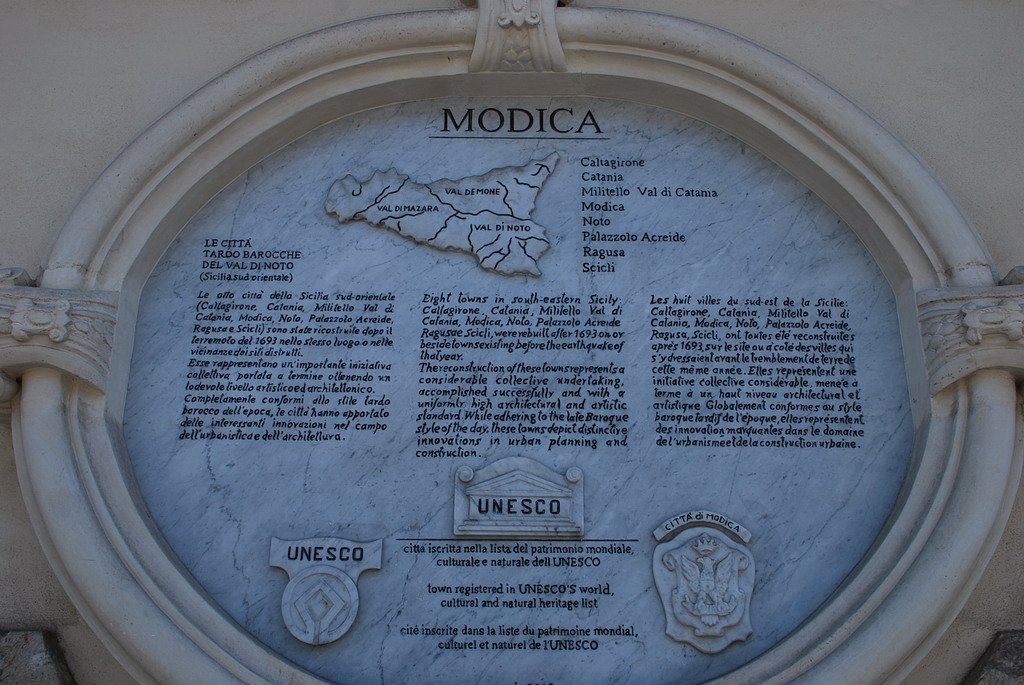 MODICA
VAL DEMONE
VAL DI MAZARA
VAL DI NOTO
Caltagirone
Catania
Militello Val di Catania
Modica
Noto
Palazzolo Acreide
Ragusa
Scicli
LE CITTÁ
TARDO BAROCCHE
DEL VAL DI NOTO
(Sicilia sud orientale)
Le otto città della Sicilia sud-orientale
(Caltagirone, Catania, Militello Val di
Catania, Modica, Noto, Palazzolo Acreide,
Ragusa e Scicli) sono state ricostruite dopo il
terremoto del 1693 nello stesso luogo o nelle
vicinanze dei siti distrutti.
Esse rappresentano un'importante iniziativa
collettiva portata a termine ottenendo un
lodevole livello artistico ed architettonico.
Completamente conformi allo stile tardo
barocco dell'epoca, le città hanno apportato
delle interessanti innovazioni nel campo
dell'urbanistica e dell'architettura.
Eight towns in south-eastern Sicily:
Caltagirone, Catania, Militello Val di
Catania, Modica, Noto, Palazzolo Acreide
Ragusa e Scicli, were rebuilt after 1693 on or
beside towns existing before the earthquake of
that year.
The reconstruction of these towns represents a
considerable collective undertaking,
accomplished successfully and with a
uniformlr high architectural and artistic
standard. While adhering to the late Baroque
style of the day, these towns depict distinctive
innovations in urban planning and
construction.
Les huit villes du sud-est de la Sicilie:
Caltagirone, Catania, Militello Val di
Catania, Modica, Noto, Palazzolo Acreide,
Ragusa, Scicli, ont toutes été reconstruites
après 1693, sur le site ou à coté des villes qui
s'y dressaient avant le tremblement de terre de
cette même année. Elles représentent une
initiative collective considérable, menée à
terme à un haut niveau architectural et
artistique Globalement conformes au style
baroque tardif de l'époque, elles représentent
des innovation marquantes dans le domaine
de l'urbanisme et de la construction urbaine.
UNESCO
UNESCO
CITTÀ di MODICA
città iscritta nella lista del patrimonio mondiale,
culturale e naturale dell'UNESCO
town registered in UNESCO'S world,
cultural and natural heritage list
cité inscrite dans la liste du patrimoine mondial,
culturel et naturel de l'UNESCO